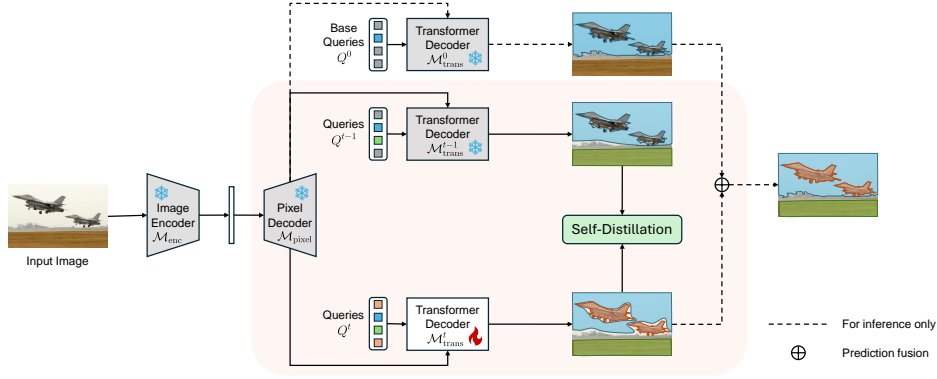 Base
Queries
Q^0
Transformer
Decoder
M^0_trans
Queries
Q^{t-1}
Transformer
Decoder
M^{t-1}_trans
Image
Encoder
M_enc
Pixel
Decoder
M_pixel
Input Image
Self-Distillation
Queries
Q^t
Transformer
Decoder
M^t_trans
For inference only
Prediction fusion